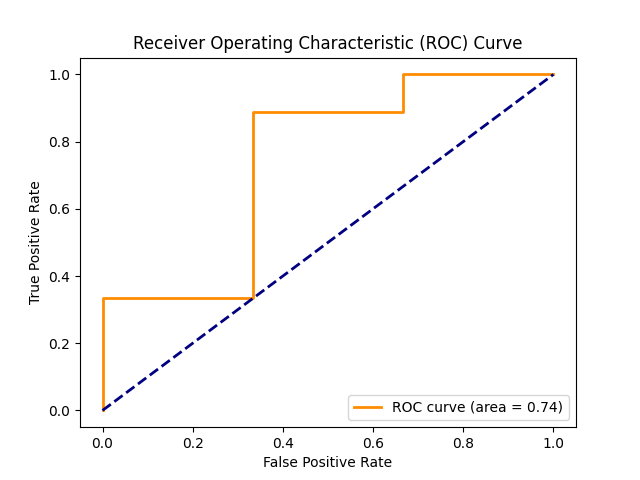 Receiver Operating Characteristic (ROC) Curve
1.0
0.8
0.6
0.4
0.2
0.0
True Positive Rate
ROC curve (area = 0.74)
0.0 0.2 0.4 0.6 0.8 1.0
False Positive Rate